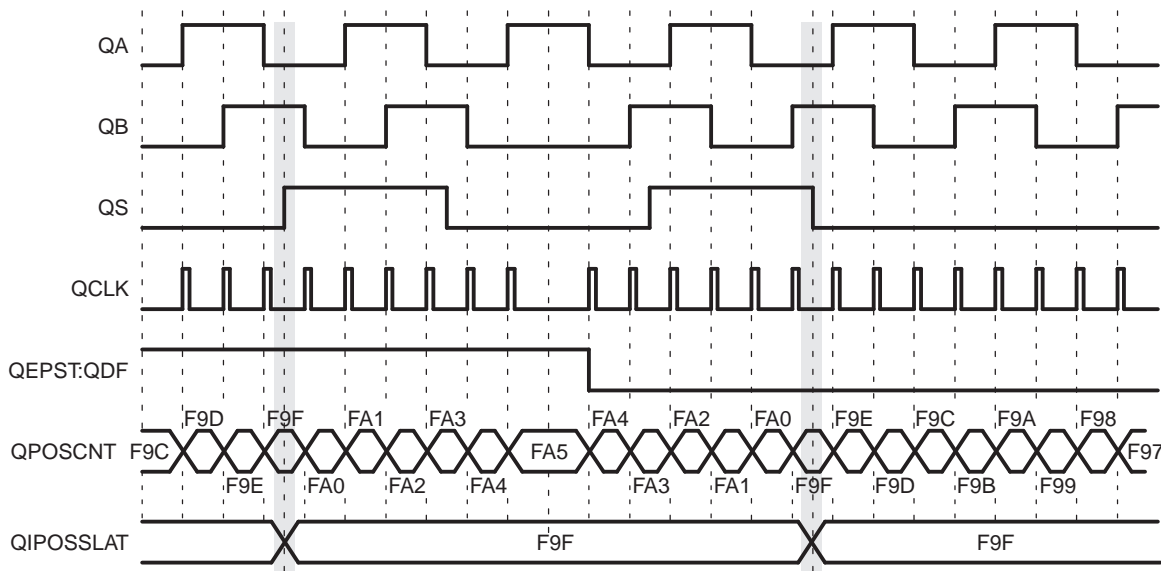 QA
QB
QS
QCLK
QEPST:QDF
F9D F9F FA1 FA3 FA4 FA2 FA0 F9E F9C F9A F98
QPOSCNT F9C FA5 F97
F9E FA0 FA2 FA4 FA3 FA1 F9F F9D F9B F99
QIPOSSLAT F9F F9F